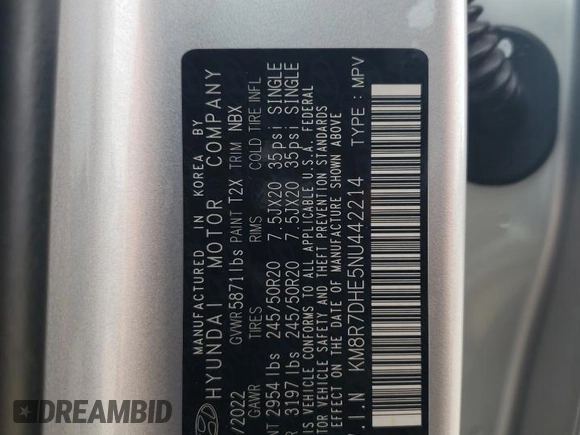 MANUFACTURED IN KOREA BY
HYUNDAI MOTOR COMPANY
/2022 GVWR5871lbs PAINT T2X TRIM NBX
GAWR TIRES RIMS COLD TIRE INFL
NT 2954 lbs 245/50R20 7.5JX20 35psi SINGLE
R 3197 lbs 245/50R20 7.5JX20 35psi SINGLE
IS VEHICLE CONFORMS TO ALL APPLICABLE U.S.A. FEDERAL
VEHICLE SAFETY AND THEFT PREVENTION STANDARDS
FECT ON THE DATE OF MANUFACTURE SHOWN ABOVE
.I.N KM8R7DHE5NU442214 TYPE : MPV
DREAMBID